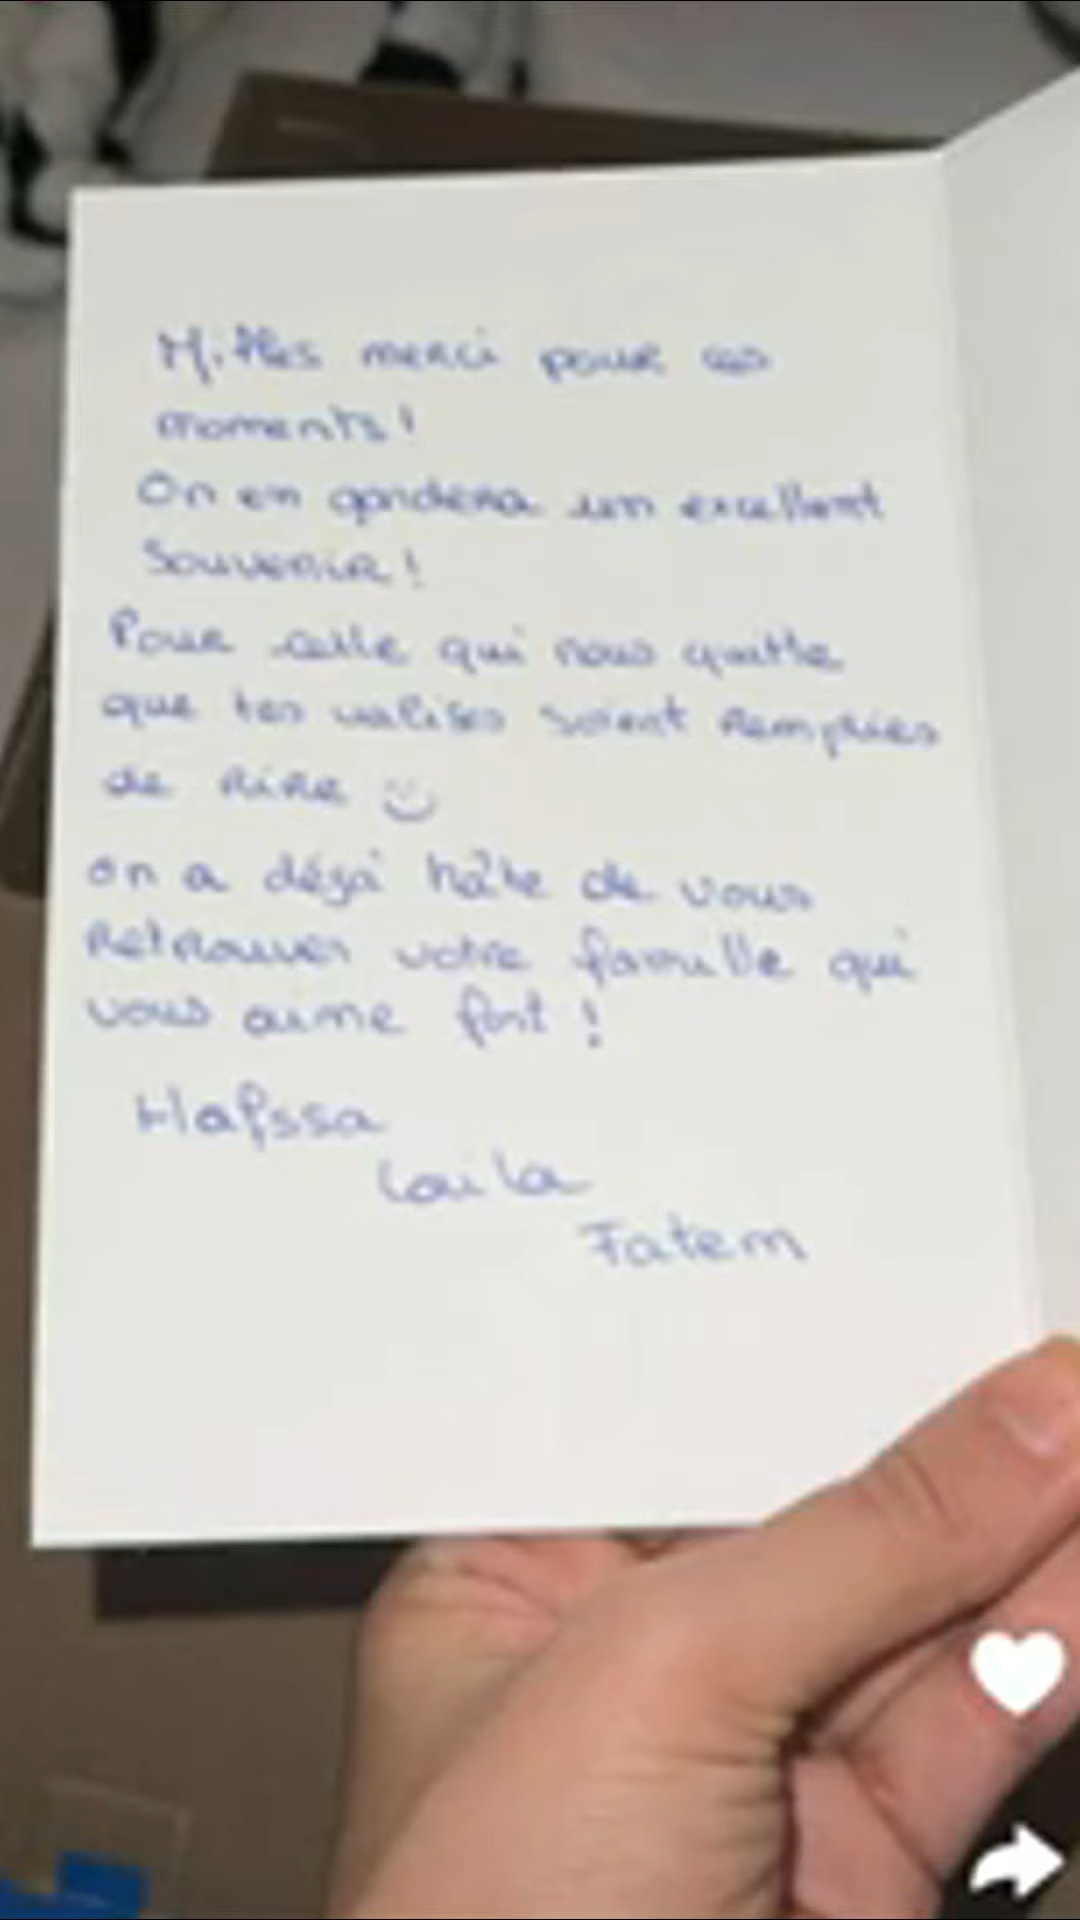 Milles merci pour ces
moments !
On en gardera un excellent
Souvenir !
Pour celle qui nous quitte
que tes valises soient remplies
de rire
on a déjà hâte de vous
retrouver votre famille qui
vous aime fort !
Hafssa
Laila
Fatem